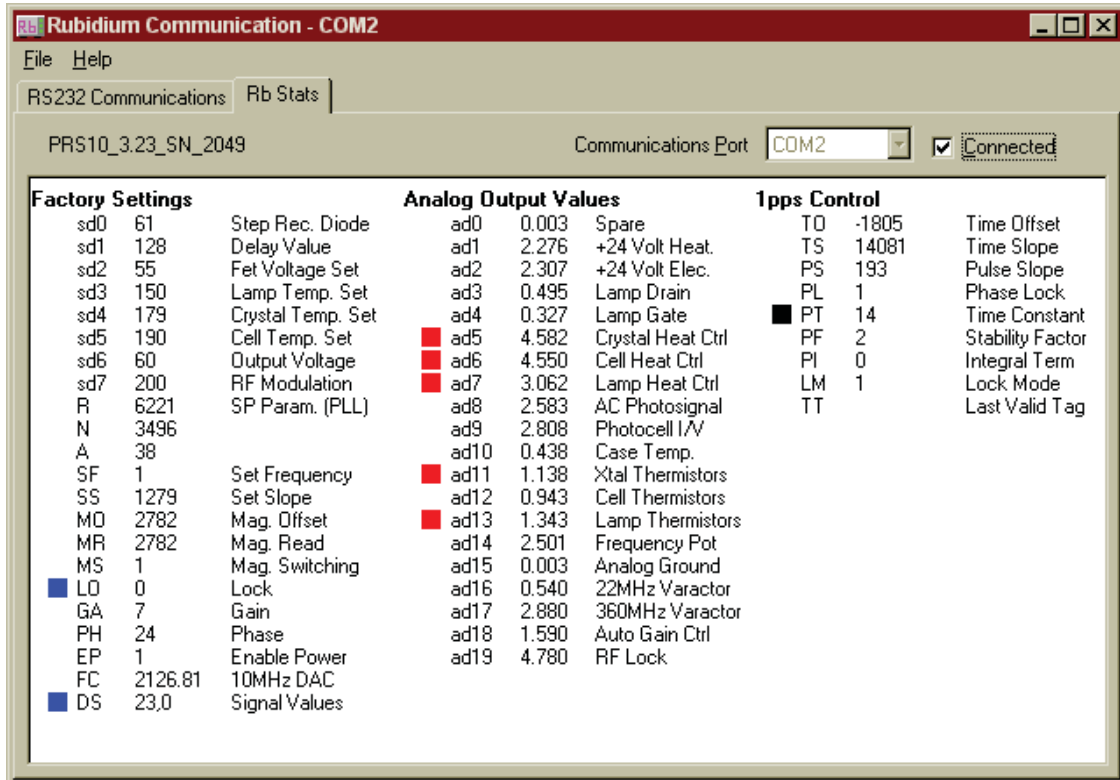 Rb Rubidium Communication - COM2
File Help
RS232 Communications Rb Stats
PRS10_3.23_SN_2049 Communications Port COM2 Connected
Factory Settings
sd0 61 Step Rec. Diode
sd1 128 Delay Value
sd2 55 Fet Voltage Set
sd3 150 Lamp Temp. Set
sd4 179 Crystal Temp. Set
sd5 190 Cell Temp. Set
sd6 60 Output Voltage
sd7 200 RF Modulation
R 6221 SP Param. (PLL)
N 3496
A 38
SF 1 Set Frequency
SS 1279 Set Slope
MO 2782 Mag. Offset
MR 2782 Mag. Read
MS 1 Mag. Switching
LO 0 Lock
GA 7 Gain
PH 24 Phase
EP 1 Enable Power
FC 2126.81 10MHz DAC
DS 23,0 Signal Values
Analog Output Values
ad0 0.003 Spare
ad1 2.276 +24 Volt Heat.
ad2 2.307 +24 Volt Elec.
ad3 0.495 Lamp Drain
ad4 0.327 Lamp Gate
ad5 4.582 Crystal Heat Ctrl
ad6 4.550 Cell Heat Ctrl
ad7 3.062 Lamp Heat Ctrl
ad8 2.583 AC Photosignal
ad9 2.808 Photocell I/V
ad10 0.438 Case Temp.
ad11 1.138 Xtal Thermistors
ad12 0.943 Cell Thermistors
ad13 1.343 Lamp Thermistors
ad14 2.501 Frequency Pot
ad15 0.003 Analog Ground
ad16 0.540 22MHz Varactor
ad17 2.880 360MHz Varactor
ad18 1.590 Auto Gain Ctrl
ad19 4.780 RF Lock
1pps Control
TO -1805 Time Offset
TS 14081 Time Slope
PS 193 Pulse Slope
PL 1 Phase Lock
PT 14 Time Constant
PF 2 Stability Factor
PI 0 Integral Term
LM 1 Lock Mode
TT Last Valid Tag